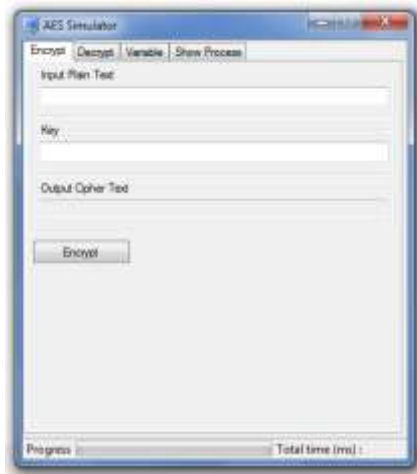 AES Simulator
Encrypt Decrypt Variable Show Process
Input Plain Text
Key
Output Cipher Text
Encrypt
Progress Total time (ms) :